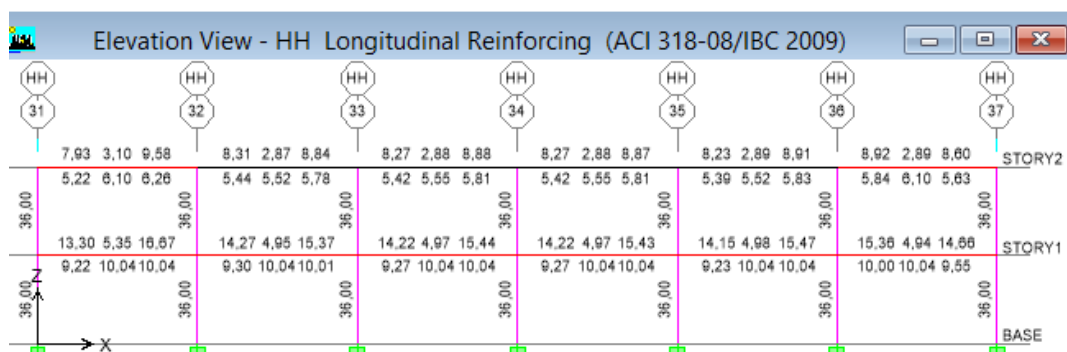 Elevation View - HH Longitudinal Reinforcing (ACI 318-08/IBC 2009)
HH HH HH HH HH HH HH
31 32 33 34 35 36 37
7,93 3,10 9,58 8,31 2,87 8,84 8,27 2,88 8,88 8,27 2,88 8,87 8,23 2,89 8,91 8,92 2,89 8,60
STORY2
5,22 6,10 6,26 5,44 5,52 5,78 5,42 5,55 5,81 5,42 5,55 5,81 5,39 5,52 5,83 5,84 6,10 5,63
36,00 36,00 36,00 36,00 36,00 36,00 36,00
13,30 5,35 16,67 14,27 4,95 15,37 14,22 4,97 15,44 14,22 4,97 15,43 14,15 4,98 15,47 15,36 4,94 14,66
STORY1
9,22 10,04 10,04 9,30 10,04 10,01 9,27 10,04 10,04 9,27 10,04 10,04 9,23 10,04 10,04 10,00 10,04 9,55
Z
36,00 36,00 36,00 36,00 36,00 36,00 36,00
BASE
X